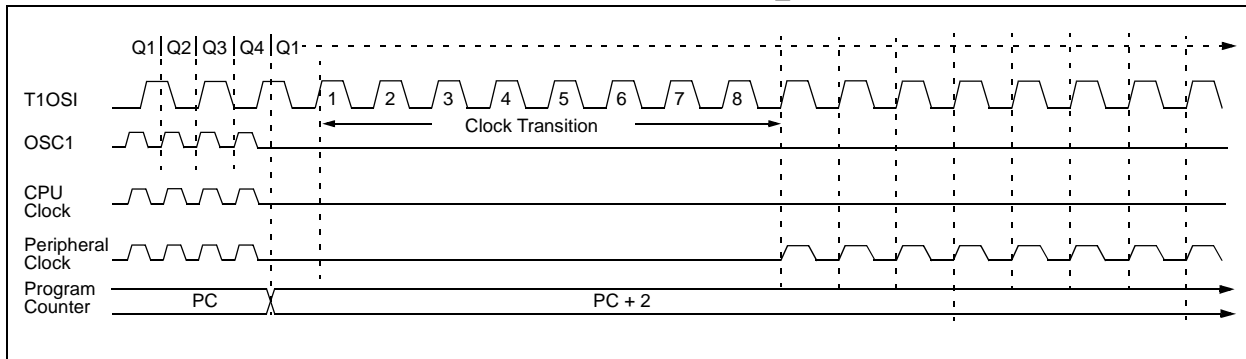 Q1 Q2 Q3 Q4 Q1
T1OSI
1 2 3 4 5 6 7 8
Clock Transition
OSC1
CPU
Clock
Peripheral
Clock
Program
Counter
PC
PC + 2